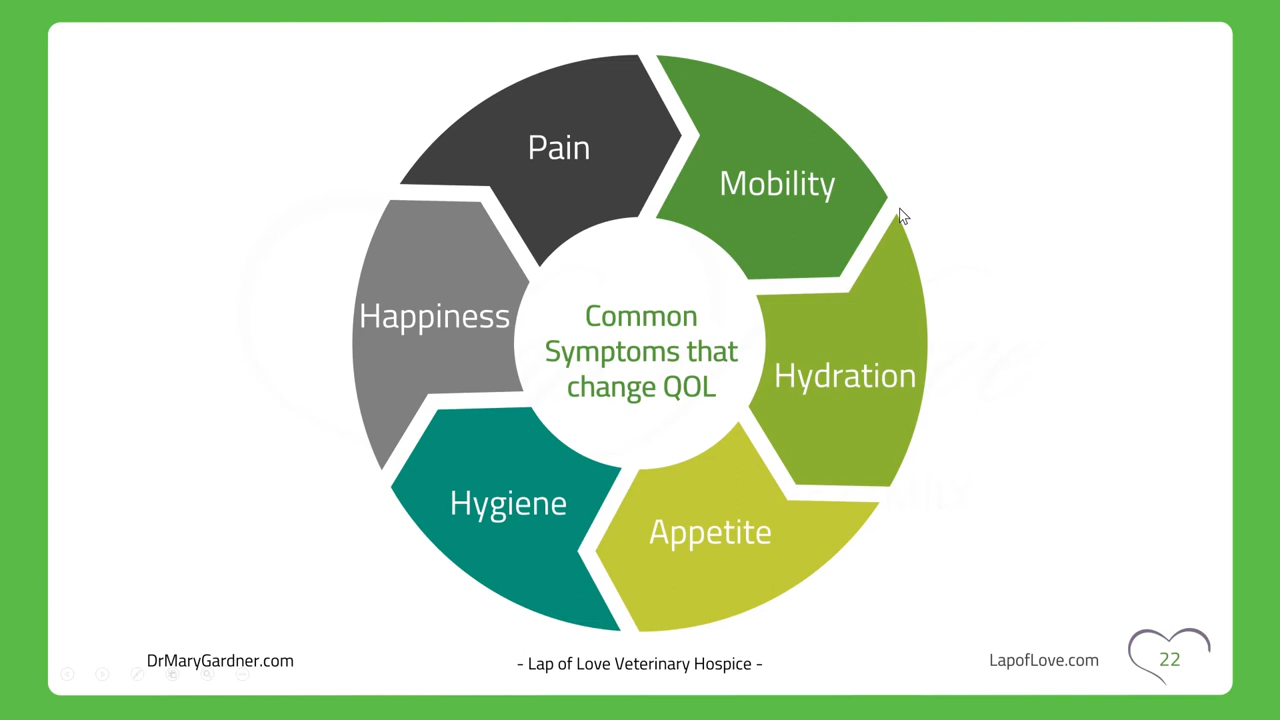 Pain
Mobility
Happiness
Common
Symptoms that
change QOL
Hydration
Hygiene
Appetite
DrMaryGardner.com
- Lap of Love Veterinary Hospice -
LapofLove.com
22